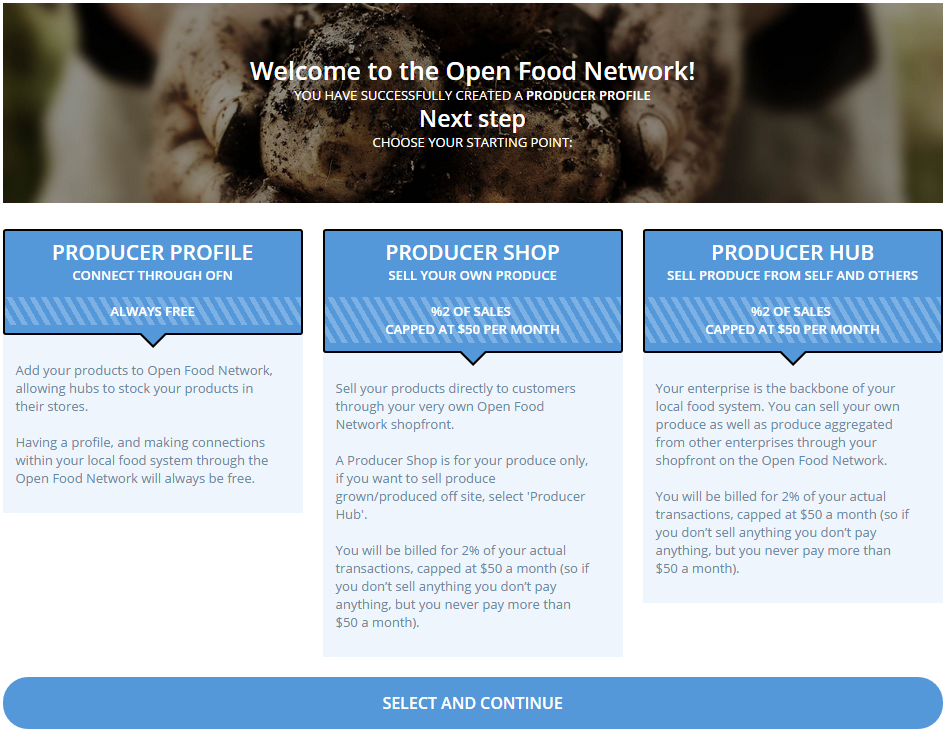 Welcome to the Open Food Network!
YOU HAVE SUCCESSFULLY CREATED A PRODUCER PROFILE
Next step
CHOOSE YOUR STARTING POINT:
PRODUCER PROFILE
CONNECT THROUGH OFN
ALWAYS FREE
Add your products to Open Food Network,
allowing hubs to stock your products in
their stores.
Having a profile, and making connections
within your local food system through the
Open Food Network will always be free.
PRODUCER SHOP
SELL YOUR OWN PRODUCE
%2 OF SALES
CAPPED AT $50 PER MONTH
Sell your products directly to customers
through your very own Open Food
Network shopfront.
A Producer Shop is for your produce only,
if you want to sell produce
grown/produced off site, select 'Producer
Hub'.
You will be billed for 2% of your actual
transactions, capped at $50 a month (so if
you don’t sell anything you don’t pay
anything, but you never pay more than
$50 a month).
PRODUCER HUB
SELL PRODUCE FROM SELF AND OTHERS
%2 OF SALES
CAPPED AT $50 PER MONTH
Your enterprise is the backbone of your
local food system. You can sell your own
produce as well as produce aggregated
from other enterprises through your
shopfront on the Open Food Network.
You will be billed for 2% of your actual
transactions, capped at $50 a month (so if
you don’t sell anything you don’t pay
anything, but you never pay more than
$50 a month).
SELECT AND CONTINUE